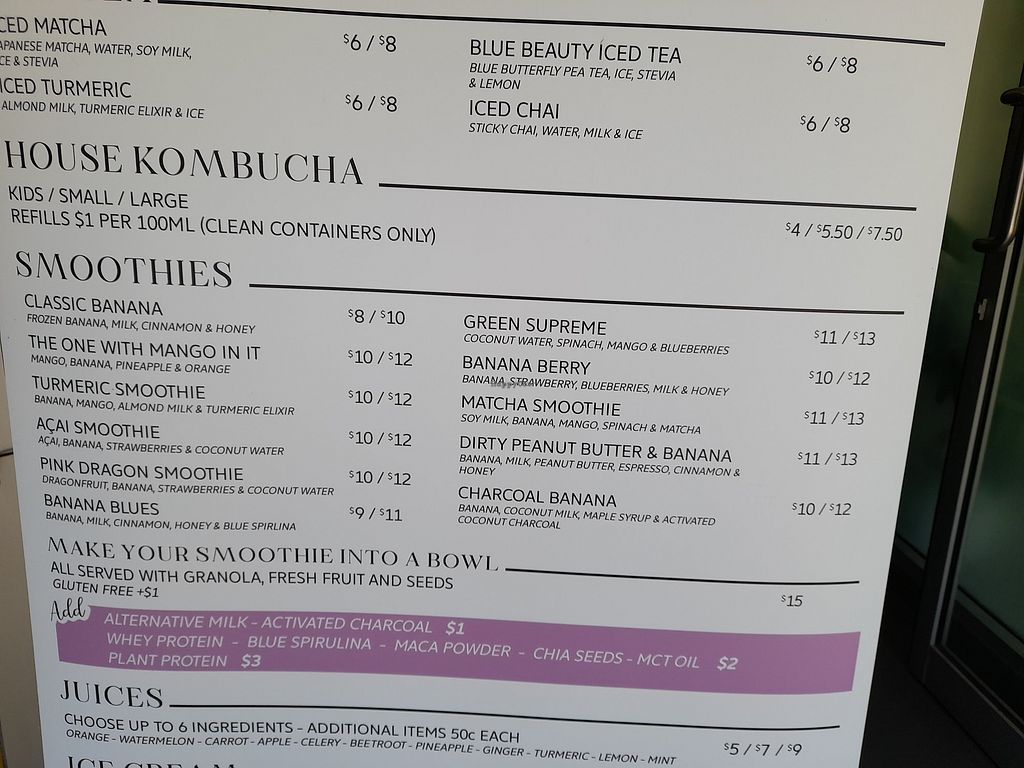 CED MATCHA
$6 / $8
APANESE MATCHA, WATER, SOY MILK,
CE & STEVIA
ICED TURMERIC
$6 / $8
ALMOND MILK, TURMERIC ELIXIR & ICE
BLUE BEAUTY ICED TEA
$6 / $8
BLUE BUTTERFLY PEA TEA, ICE, STEVIA
& LEMON
ICED CHAI
$6 / $8
STICKY CHAI, WATER, MILK & ICE
HOUSE KOMBUCHA
KIDS / SMALL / LARGE
$4 / $5.50 / $7.50
REFILLS $1 PER 100ML (CLEAN CONTAINERS ONLY)
SMOOTHIES
CLASSIC BANANA
$8 / $10
FROZEN BANANA, MILK, CINNAMON & HONEY
THE ONE WITH MANGO IN IT
$10 / $12
MANGO, BANANA, PINEAPPLE & ORANGE
TURMERIC SMOOTHIE
$10 / $12
BANANA, MANGO, ALMOND MILK & TURMERIC ELIXIR
AÇAI SMOOTHIE
$10 / $12
AÇAI, BANANA, STRAWBERRIES & COCONUT WATER
PINK DRAGON SMOOTHIE
$10 / $12
DRAGONFRUIT, BANANA, STRAWBERRIES & COCONUT WATER
BANANA BLUES
$9 / $11
BANANA, MILK, CINNAMON, HONEY & BLUE SPIRLINA
GREEN SUPREME
$11 / $13
COCONUT WATER, SPINACH, MANGO & BLUEBERRIES
BANANA BERRY
$10 / $12
BANANA, STRAWBERRY, BLUEBERRIES, MILK & HONEY
MATCHA SMOOTHIE
$11 / $13
SOY MILK, BANANA, MANGO, SPINACH & MATCHA
DIRTY PEANUT BUTTER & BANANA
$11 / $13
BANANA, MILK, PEANUT BUTTER, ESPRESSO, CINNAMON &
HONEY
CHARCOAL BANANA
$10 / $12
BANANA, COCONUT MILK, MAPLE SYRUP & ACTIVATED
COCONUT CHARCOAL
MAKE YOUR SMOOTHIE INTO A BOWL
ALL SERVED WITH GRANOLA, FRESH FRUIT AND SEEDS
$15
GLUTEN FREE +$1
Add
ALTERNATIVE MILK - ACTIVATED CHARCOAL $1
WHEY PROTEIN - BLUE SPIRULINA - MACA POWDER - CHIA SEEDS - MCT OIL $2
PLANT PROTEIN $3
JUICES
CHOOSE UP TO 6 INGREDIENTS - ADDITIONAL ITEMS 50c EACH
$5 / $7 / $9
ORANGE - WATERMELON - CARROT - APPLE - CELERY - BEETROOT - PINEAPPLE - GINGER - TURMERIC - LEMON - MINT
ICE CREAM